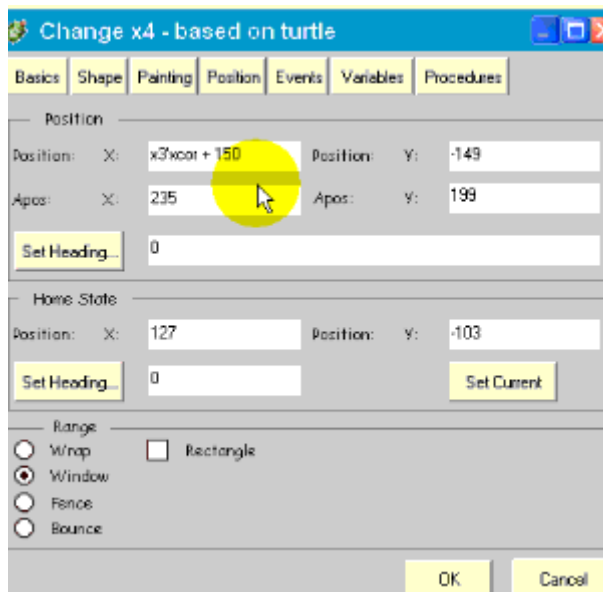 Change x4 - based on turtle
Basics Shape Painting Position Events Variables Procedures
Position
Position: X: x3'xcor + 150 Position: Y: -149
Apos: X: 235 Apos: Y: 199
Set Heading... 0
Home State
Position: X: 127 Position: Y: -103
Set Heading... 0 Set Current
Range
Wrap Rectangle
Window
Fence
Bounce
OK Cancel